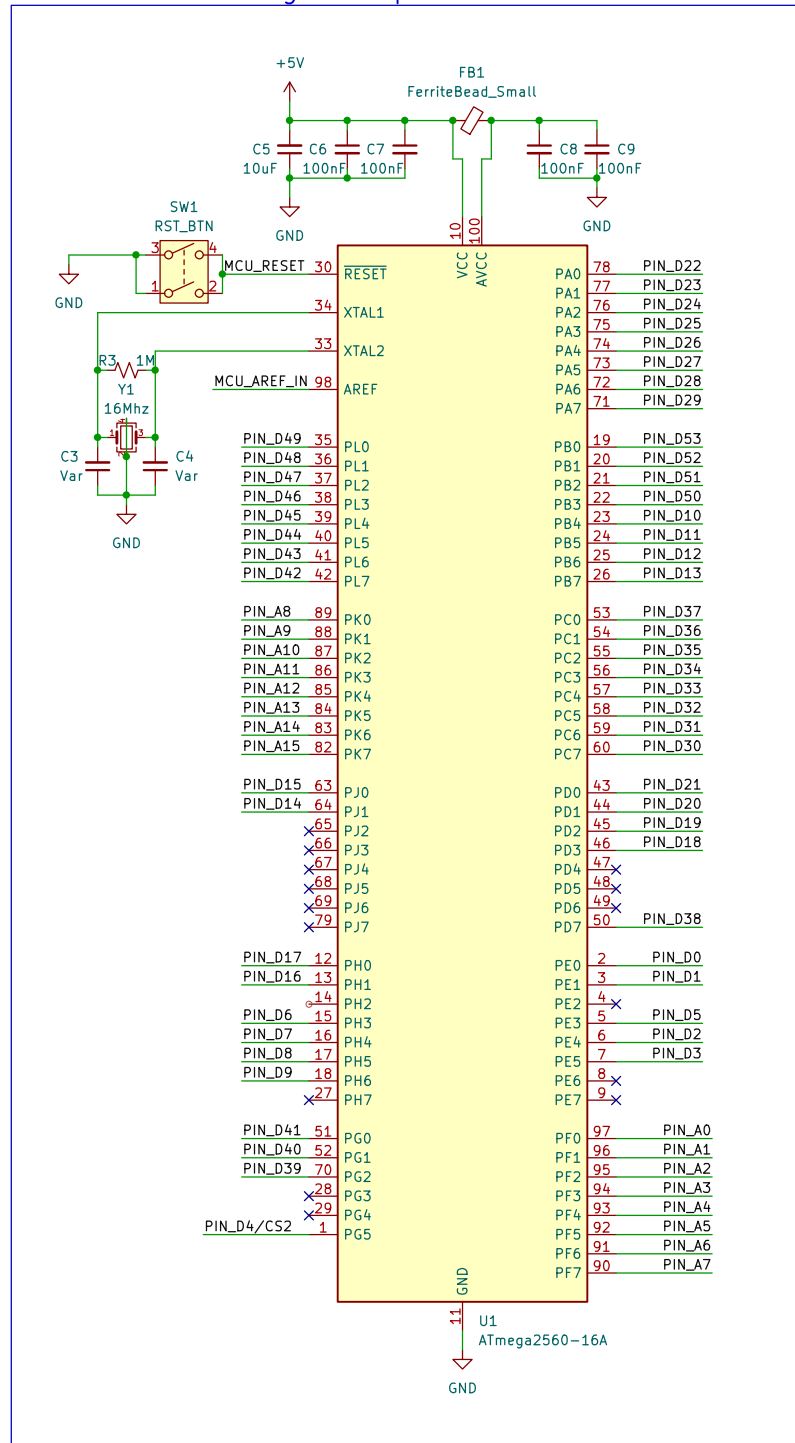 +5V
FB1
FerriteBead_Small
C5
10uF
C6
100nF
C7
100nF
C8
100nF
C9
100nF
GND
GND
SW1
RST_BTN
3 4
1 2
GND
10 VCC
100 AVCC
MCU_RESET 30 RESET
34 XTAL1
33 XTAL2
MCU_AREF_IN 98 AREF
R3 1M
Y1
16Mhz
1 3
C3
Var
C4
Var
GND
PIN_D49 35 PL0
PIN_D48 36 PL1
PIN_D47 37 PL2
PIN_D46 38 PL3
PIN_D45 39 PL4
PIN_D44 40 PL5
PIN_D43 41 PL6
PIN_D42 42 PL7
PIN_A8 89 PK0
PIN_A9 88 PK1
PIN_A10 87 PK2
PIN_A11 86 PK3
PIN_A12 85 PK4
PIN_A13 84 PK5
PIN_A14 83 PK6
PIN_A15 82 PK7
PIN_D15 63 PJ0
PIN_D14 64 PJ1
65 PJ2
66 PJ3
67 PJ4
68 PJ5
69 PJ6
79 PJ7
PIN_D17 12 PH0
PIN_D16 13 PH1
14 PH2
PIN_D6 15 PH3
PIN_D7 16 PH4
PIN_D8 17 PH5
PIN_D9 18 PH6
27 PH7
PIN_D41 51 PG0
PIN_D40 52 PG1
PIN_D39 70 PG2
28 PG3
29 PG4
PIN_D4/CS2 1 PG5
PA0 78 PIN_D22
PA1 77 PIN_D23
PA2 76 PIN_D24
PA3 75 PIN_D25
PA4 74 PIN_D26
PA5 73 PIN_D27
PA6 72 PIN_D28
PA7 71 PIN_D29
PB0 19 PIN_D53
PB1 20 PIN_D52
PB2 21 PIN_D51
PB3 22 PIN_D50
PB4 23 PIN_D10
PB5 24 PIN_D11
PB6 25 PIN_D12
PB7 26 PIN_D13
PC0 53 PIN_D37
PC1 54 PIN_D36
PC2 55 PIN_D35
PC3 56 PIN_D34
PC4 57 PIN_D33
PC5 58 PIN_D32
PC6 59 PIN_D31
PC7 60 PIN_D30
PD0 43 PIN_D21
PD1 44 PIN_D20
PD2 45 PIN_D19
PD3 46 PIN_D18
PD4 47
PD5 48
PD6 49
PD7 50 PIN_D38
PE0 2 PIN_D0
PE1 3 PIN_D1
PE2 4
PE3 5 PIN_D5
PE4 6 PIN_D2
PE5 7 PIN_D3
PE6 8
PE7 9
PF0 97 PIN_A0
PF1 96 PIN_A1
PF2 95 PIN_A2
PF3 94 PIN_A3
PF4 93 PIN_A4
PF5 92 PIN_A5
PF6 91 PIN_A6
PF7 90 PIN_A7
GND
11
U1
ATmega2560-16A
GND